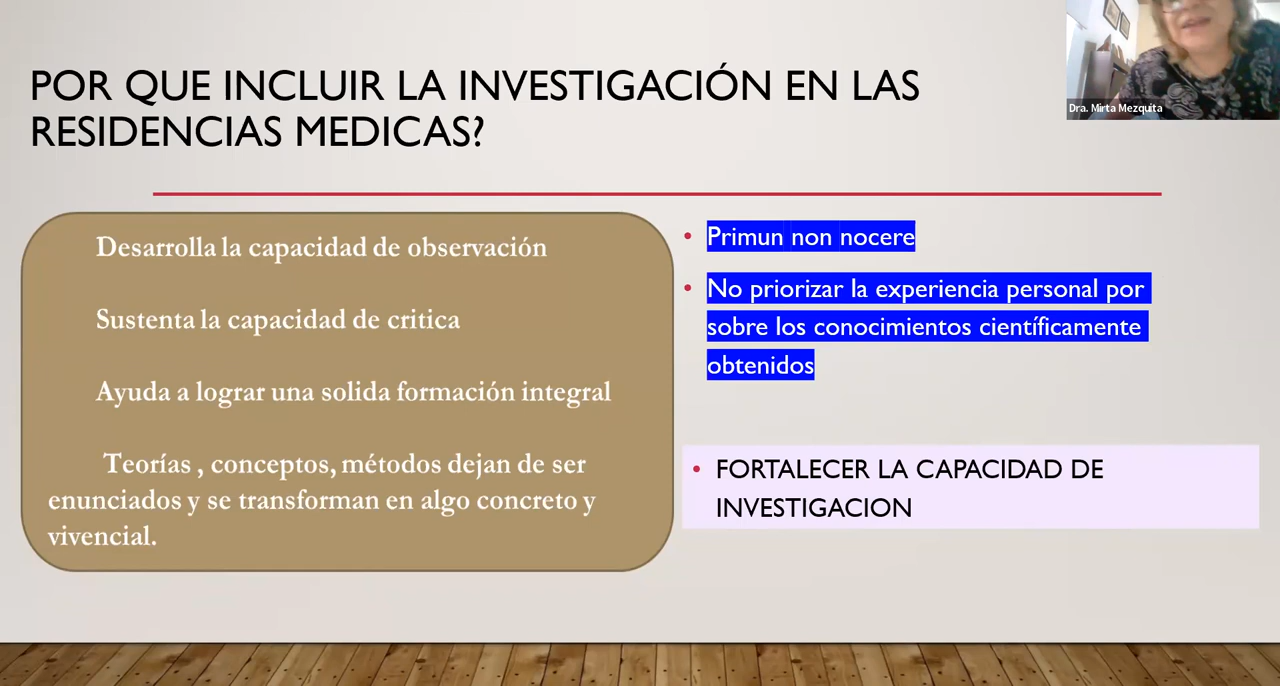 POR QUE INCLUIR LA INVESTIGACIÓN EN LAS
RESIDENCIAS MEDICAS?
Dra. Mirta Mezquita
Desarrolla la capacidad de observación
Sustenta la capacidad de critica
Ayuda a lograr una solida formación integral
Teorías , conceptos, métodos dejan de ser
enunciados y se transforman en algo concreto y
vivencial.
• Primun non nocere
• No priorizar la experiencia personal por
sobre los conocimientos científicamente
obtenidos
• FORTALECER LA CAPACIDAD DE
INVESTIGACION